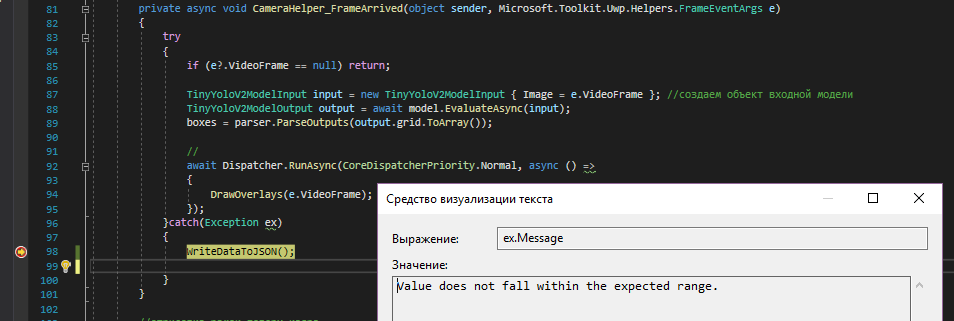 81 private async void CameraHelper_FrameArrived(object sender, Microsoft.Toolkit.Uwp.Helpers.FrameEventArgs e)
82 {
83 try
84 {
85 if (e?.VideoFrame == null) return;
86
87 TinyYoloV2ModelInput input = new TinyYoloV2ModelInput { Image = e.VideoFrame }; //создаем объект входной модели
88 TinyYoloV2ModelOutput output = await model.EvaluateAsync(input);
89 boxes = parser.ParseOutputs(output.grid.ToArray());
90
91 //
92 await Dispatcher.RunAsync(CoreDispatcherPriority.Normal, async () =>
93 {
94 DrawOverlays(e.VideoFrame);
95 });
96 }catch(Exception ex)
97 {
98 WriteDataToJSON();
99
100 }
101 }
102
Средство визуализации текста
Выражение: ex.Message
Значение:
Value does not fall within the expected range.